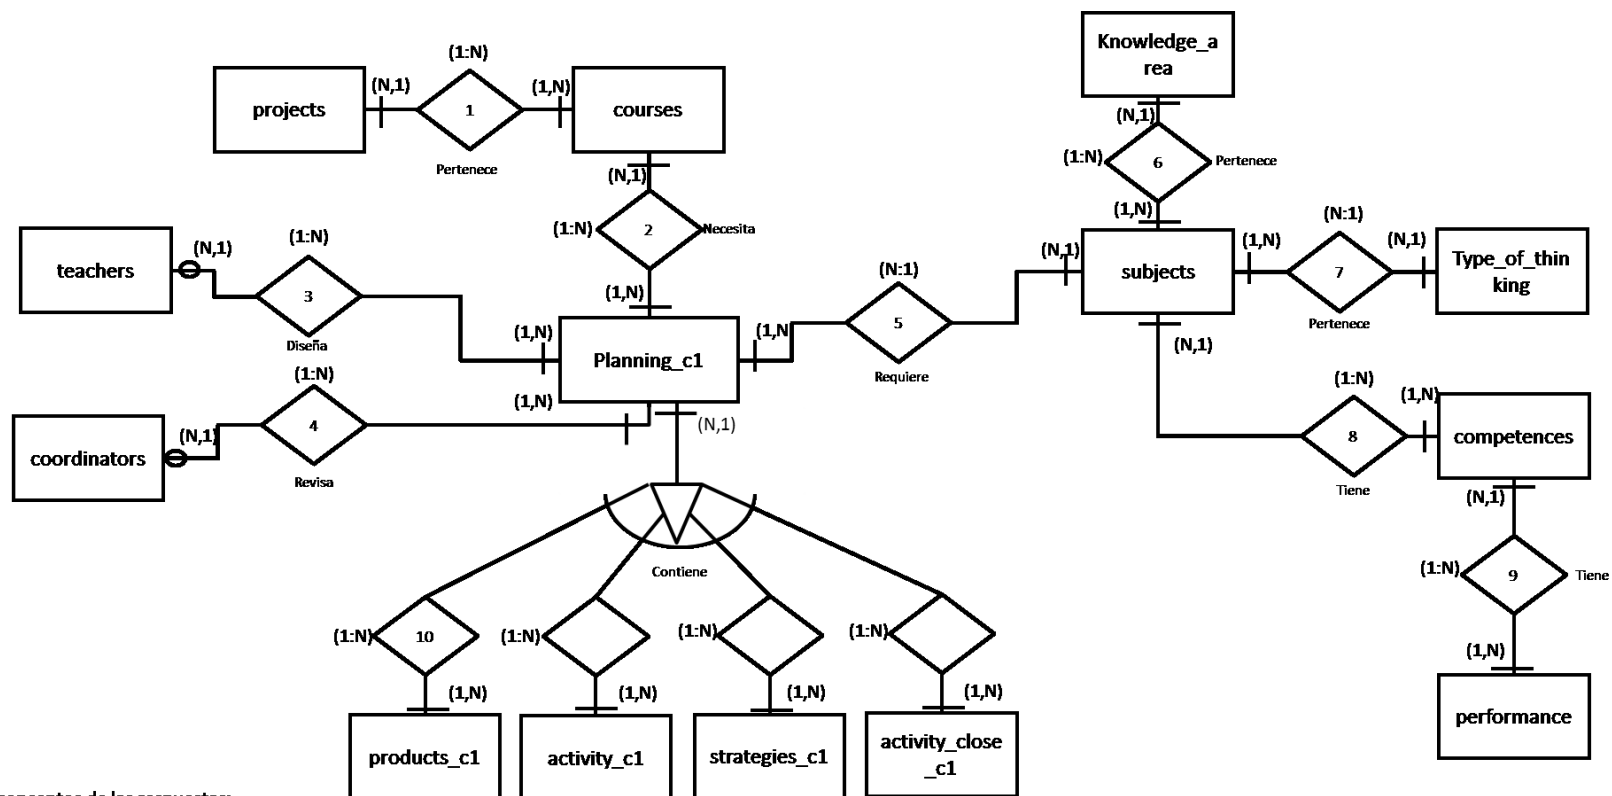 Knowledge_a
rea
(1:N)
(N,1)
(1,N)
projects
1
courses
Pertenece
(N,1)
(1:N)
6
Pertenece
(N,1)
(1:N)
2
Necesita
(1,N)
(1,N)
teachers
(N,1)
(1:N)
3
Diseña
(1,N)
(N:1)
5
Requiere
(N,1)
subjects
(1,N)
(N:1)
7
Pertenece
(N,1)
Type_of_thin
king
Planning_c1
(1,N
(N,1)
(1:N)
4
Revisa
(1,N)
(N,1)
coordinators
(N,1)
(1:N)
8
Tiene
(1,N)
competences
(N,1)
(1:N)
9
Tiene
(1,N)
performance
Contiene
(1:N)
10
(1:N)
(1:N)
(1:N)
(1,N)
(1,N)
(1,N)
(1,N)
products_c1
activity_c1
strategies_c1
activity_close
_c1